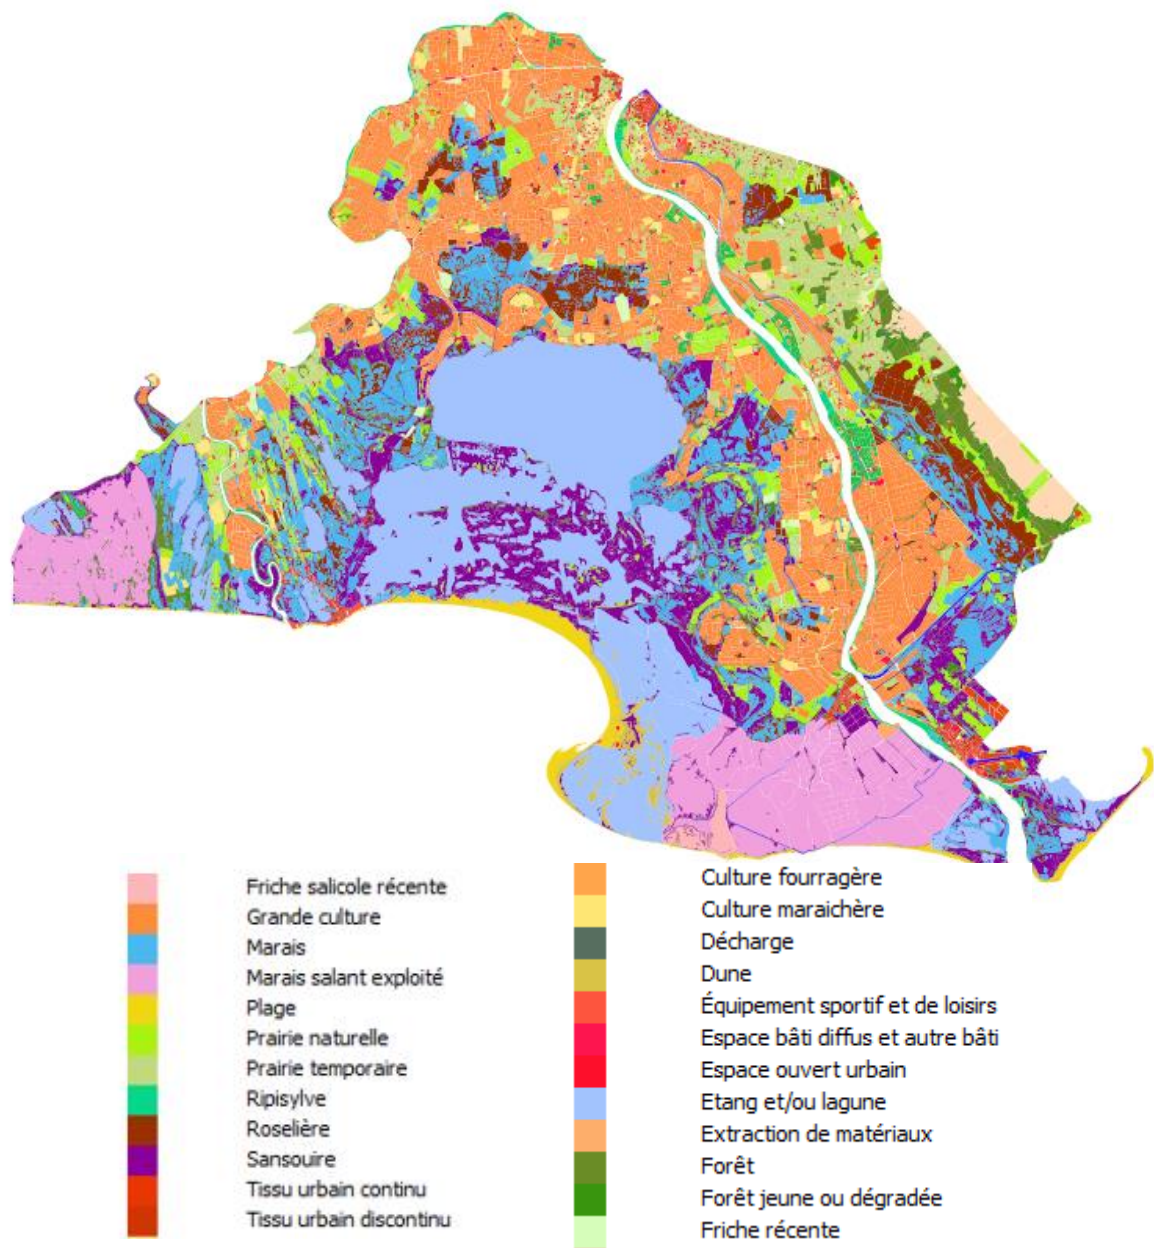 Friche salicole récente
Grande culture
Marais
Marais salant exploité
Plage
Prairie naturelle
Prairie temporaire
Ripisylve
Roselière
Sansouire
Tissu urbain continu
Tissu urbain discontinu
Culture fourragère
Culture maraichère
Décharge
Dune
Équipement sportif et de loisirs
Espace bâti diffus et autre bâti
Espace ouvert urbain
Etang et/ou lagune
Extraction de matériaux
Forêt
Forêt jeune ou dégradée
Friche récente